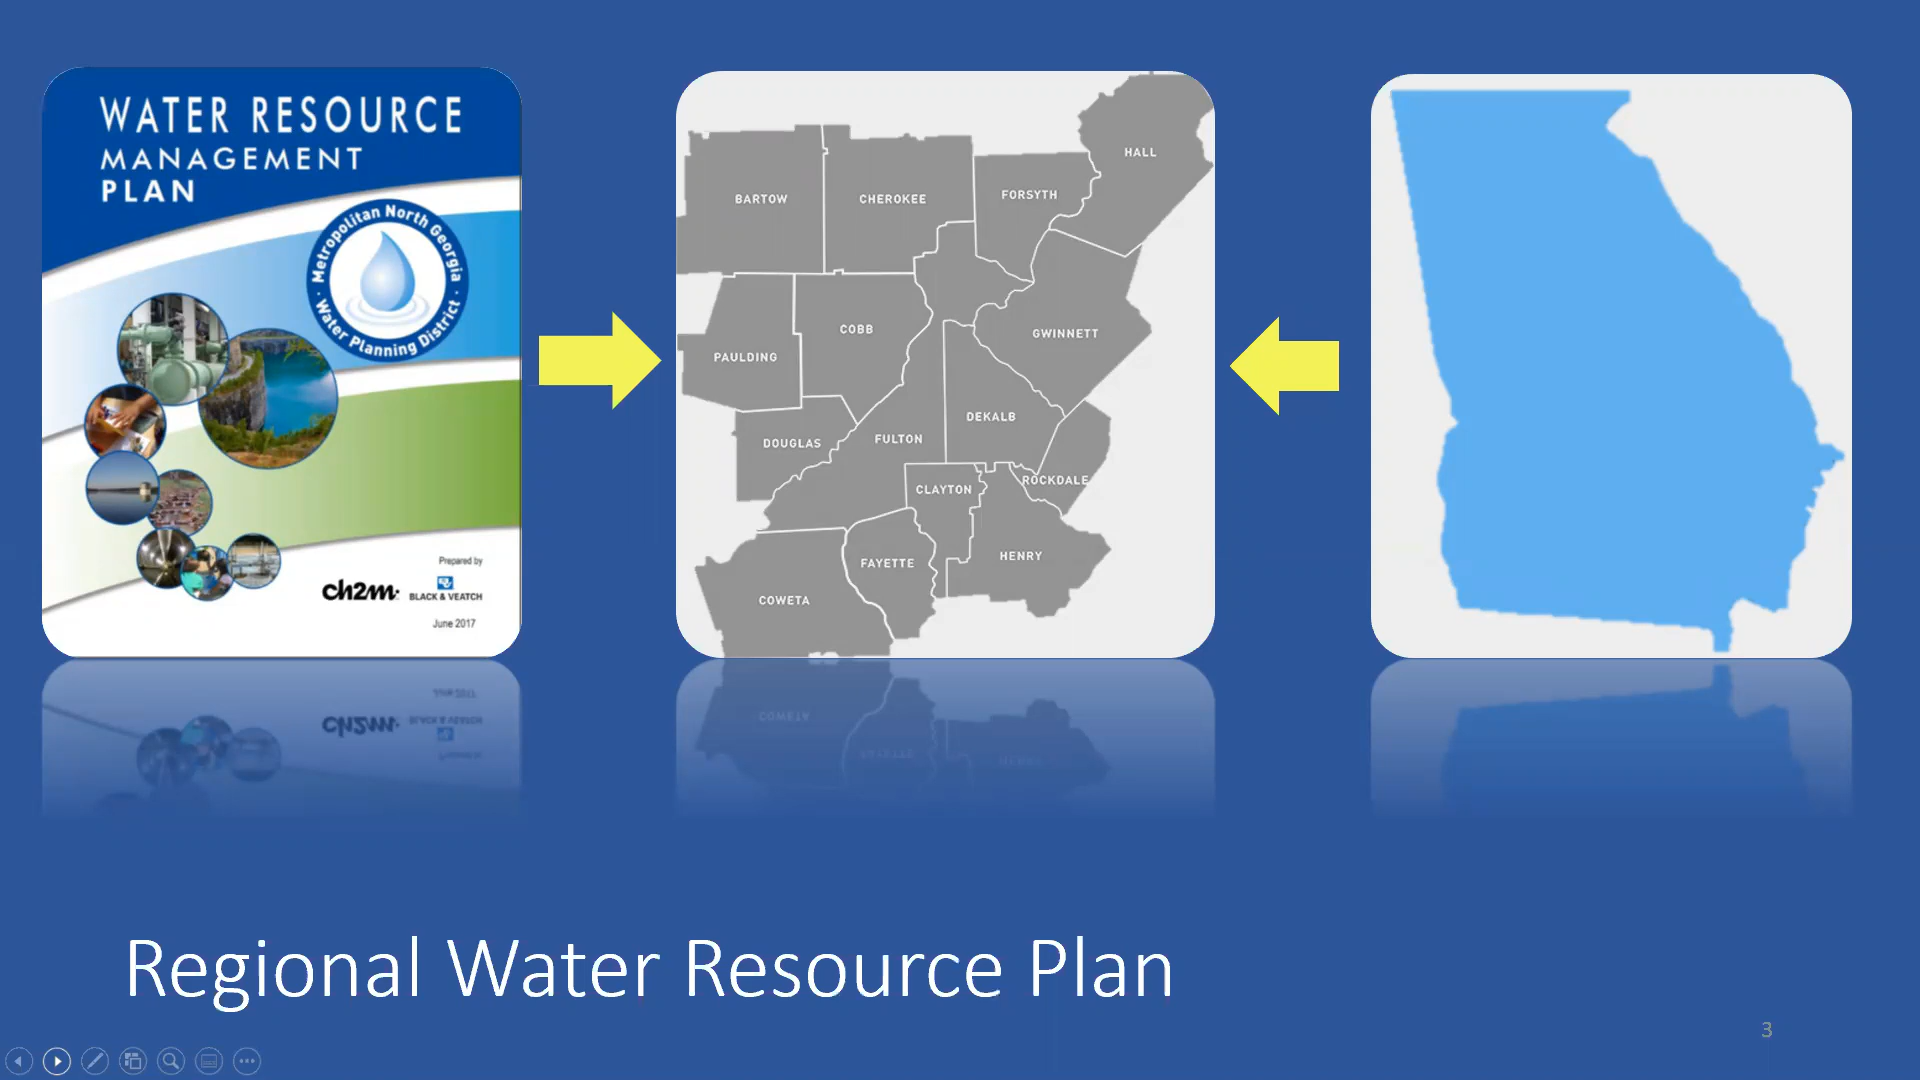 WATER RESOURCE
MANAGEMENT
PLAN
Metropolitan North Georgia
· Water Planning District ·
Prepared by
ch2m:
BLACK & VEATCH
June 2017
HALL
BARTOW
CHEROKEE
FORSYTH
COBB
GWINNETT
PAULDING
DEKALB
DOUGLAS
FULTON
CLAYTON
ROCKDALE
FAYETTE
HENRY
COWETA
Regional Water Resource Plan
3